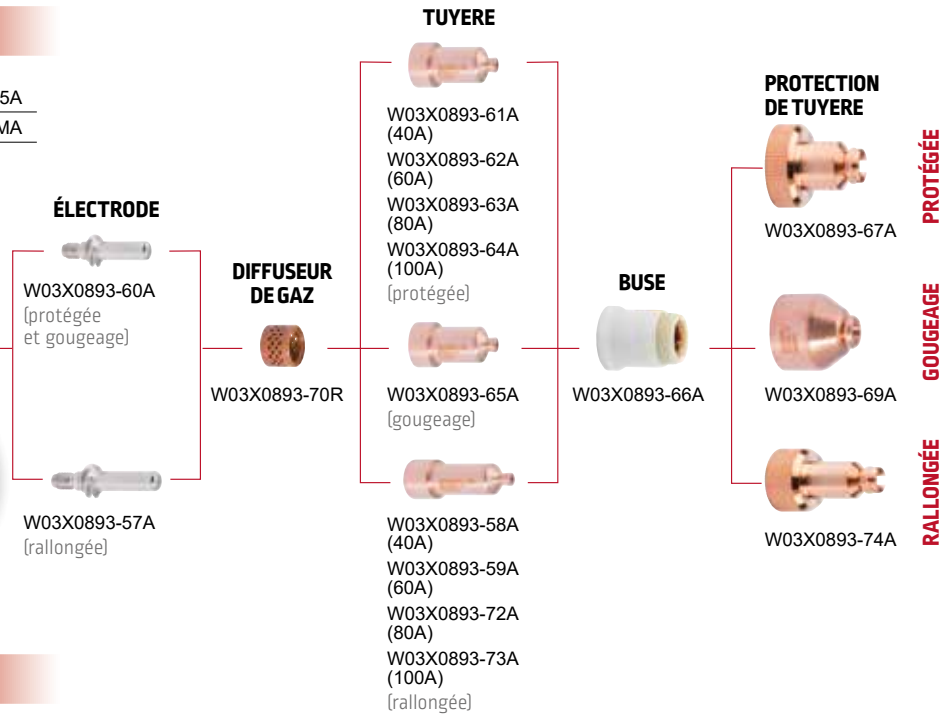 5A
MA
ÉLECTRODE
W03X0893-60A
(protégée
et gougeage)
W03X0893-57A
(rallongée)
DIFFUSEUR
DE GAZ
W03X0893-70R
TUYERE
W03X0893-61A
(40A)
W03X0893-62A
(60A)
W03X0893-63A
(80A)
W03X0893-64A
(100A)
(protégée)
W03X0893-65A
(gougeage)
W03X0893-58A
(40A)
W03X0893-59A
(60A)
W03X0893-72A
(80A)
W03X0893-73A
(100A)
(rallongée)
BUSE
W03X0893-66A
PROTECTION
DE TUYERE
W03X0893-67A
PROTÉGÉE
W03X0893-69A
GOUGEAGE
W03X0893-74A
RALLONGÉE